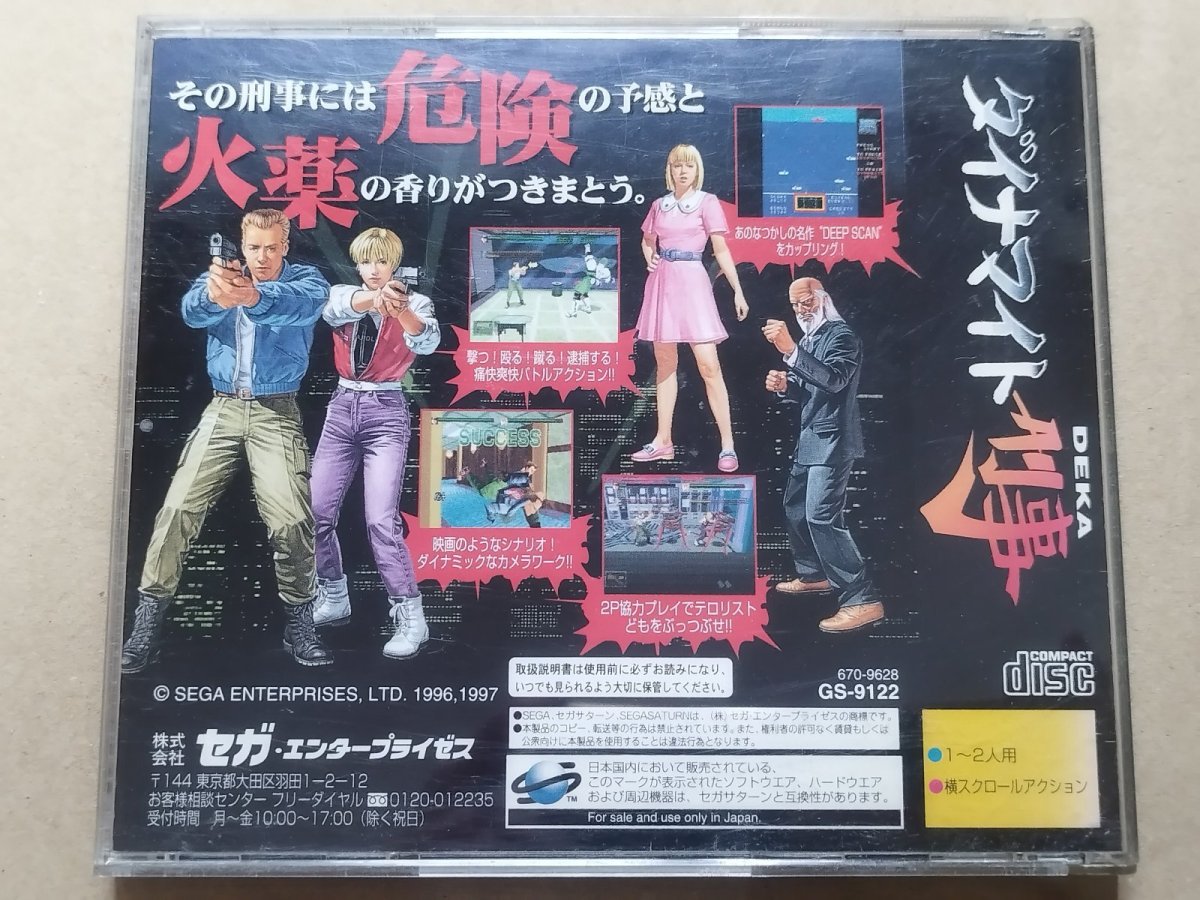 その刑事には危険の予感と
火薬の香りがつきまとう。
あのなつかしの名作“DEEP SCAN”
をカップリング！
撃つ！殴る！蹴る！逮捕する！
痛快爽快バトルアクション!!
SUCCESS
映画のようなシナリオ！
ダイナミックなカメラワーク!!
2P協力プレイでテロリスト
どもをぶっつぶせ!!
ダイナマイト刑事
DEKA
© SEGA ENTERPRISES, LTD. 1996,1997
株式会社 セガ・エンタープライゼス
〒144 東京都大田区羽田1-2-12
お客様相談センター フリーダイヤル 0120-012235
受付時間 月〜金10:00〜17:00（除く祝日）
取扱説明書は使用前に必ずお読みになり、
いつでも見られるよう大切に保管してください。
670-9628
GS-9122
●SEGA、セガサターン、SEGASATURNは、（株）セガ・エンタープライゼスの商標です。
●本製品のコピー、転送等の行為は禁止されています。また、権利者の許可なく賃貸もしくは
公衆向けに本製品を使用することは違法行為となります。
日本国内において販売されている、
このマークが表示されたソフトウエア、ハードウエア
および周辺機器は、セガサターンと互換性があります。
TM
For sale and use only in Japan.
COMPACT
disc
●1〜2人用
●横スクロールアクション